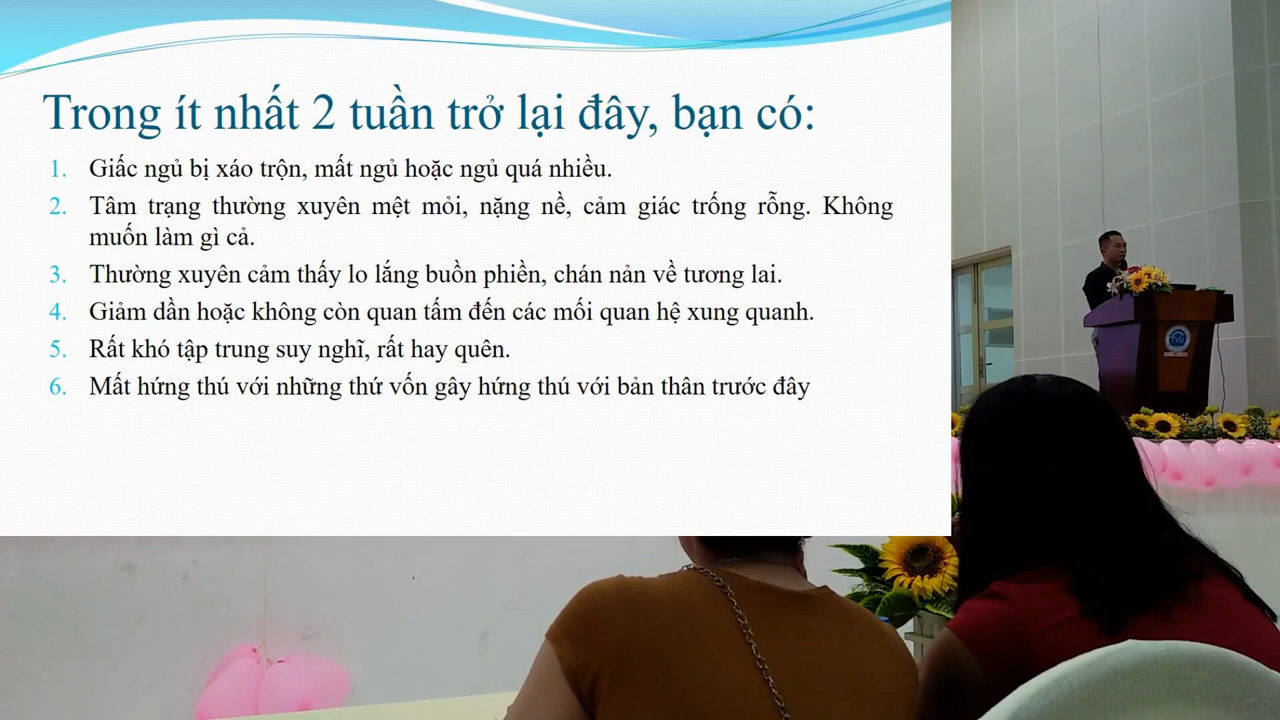 Trong ít nhất 2 tuần trở lại đây, bạn có:
1. Giấc ngủ bị xáo trộn, mất ngủ hoặc ngủ quá nhiều.
2. Tâm trạng thường xuyên mệt mỏi, nặng nề, cảm giác trống rỗng. Không
muốn làm gì cả.
3. Thường xuyên cảm thấy lo lắng buồn phiền, chán nản về tương lai.
4. Giảm dần hoặc không còn quan tấm đến các mối quan hệ xung quanh.
5. Rất khó tập trung suy nghĩ, rất hay quên.
6. Mất hứng thú với những thứ vốn gây hứng thú với bản thân trước đây